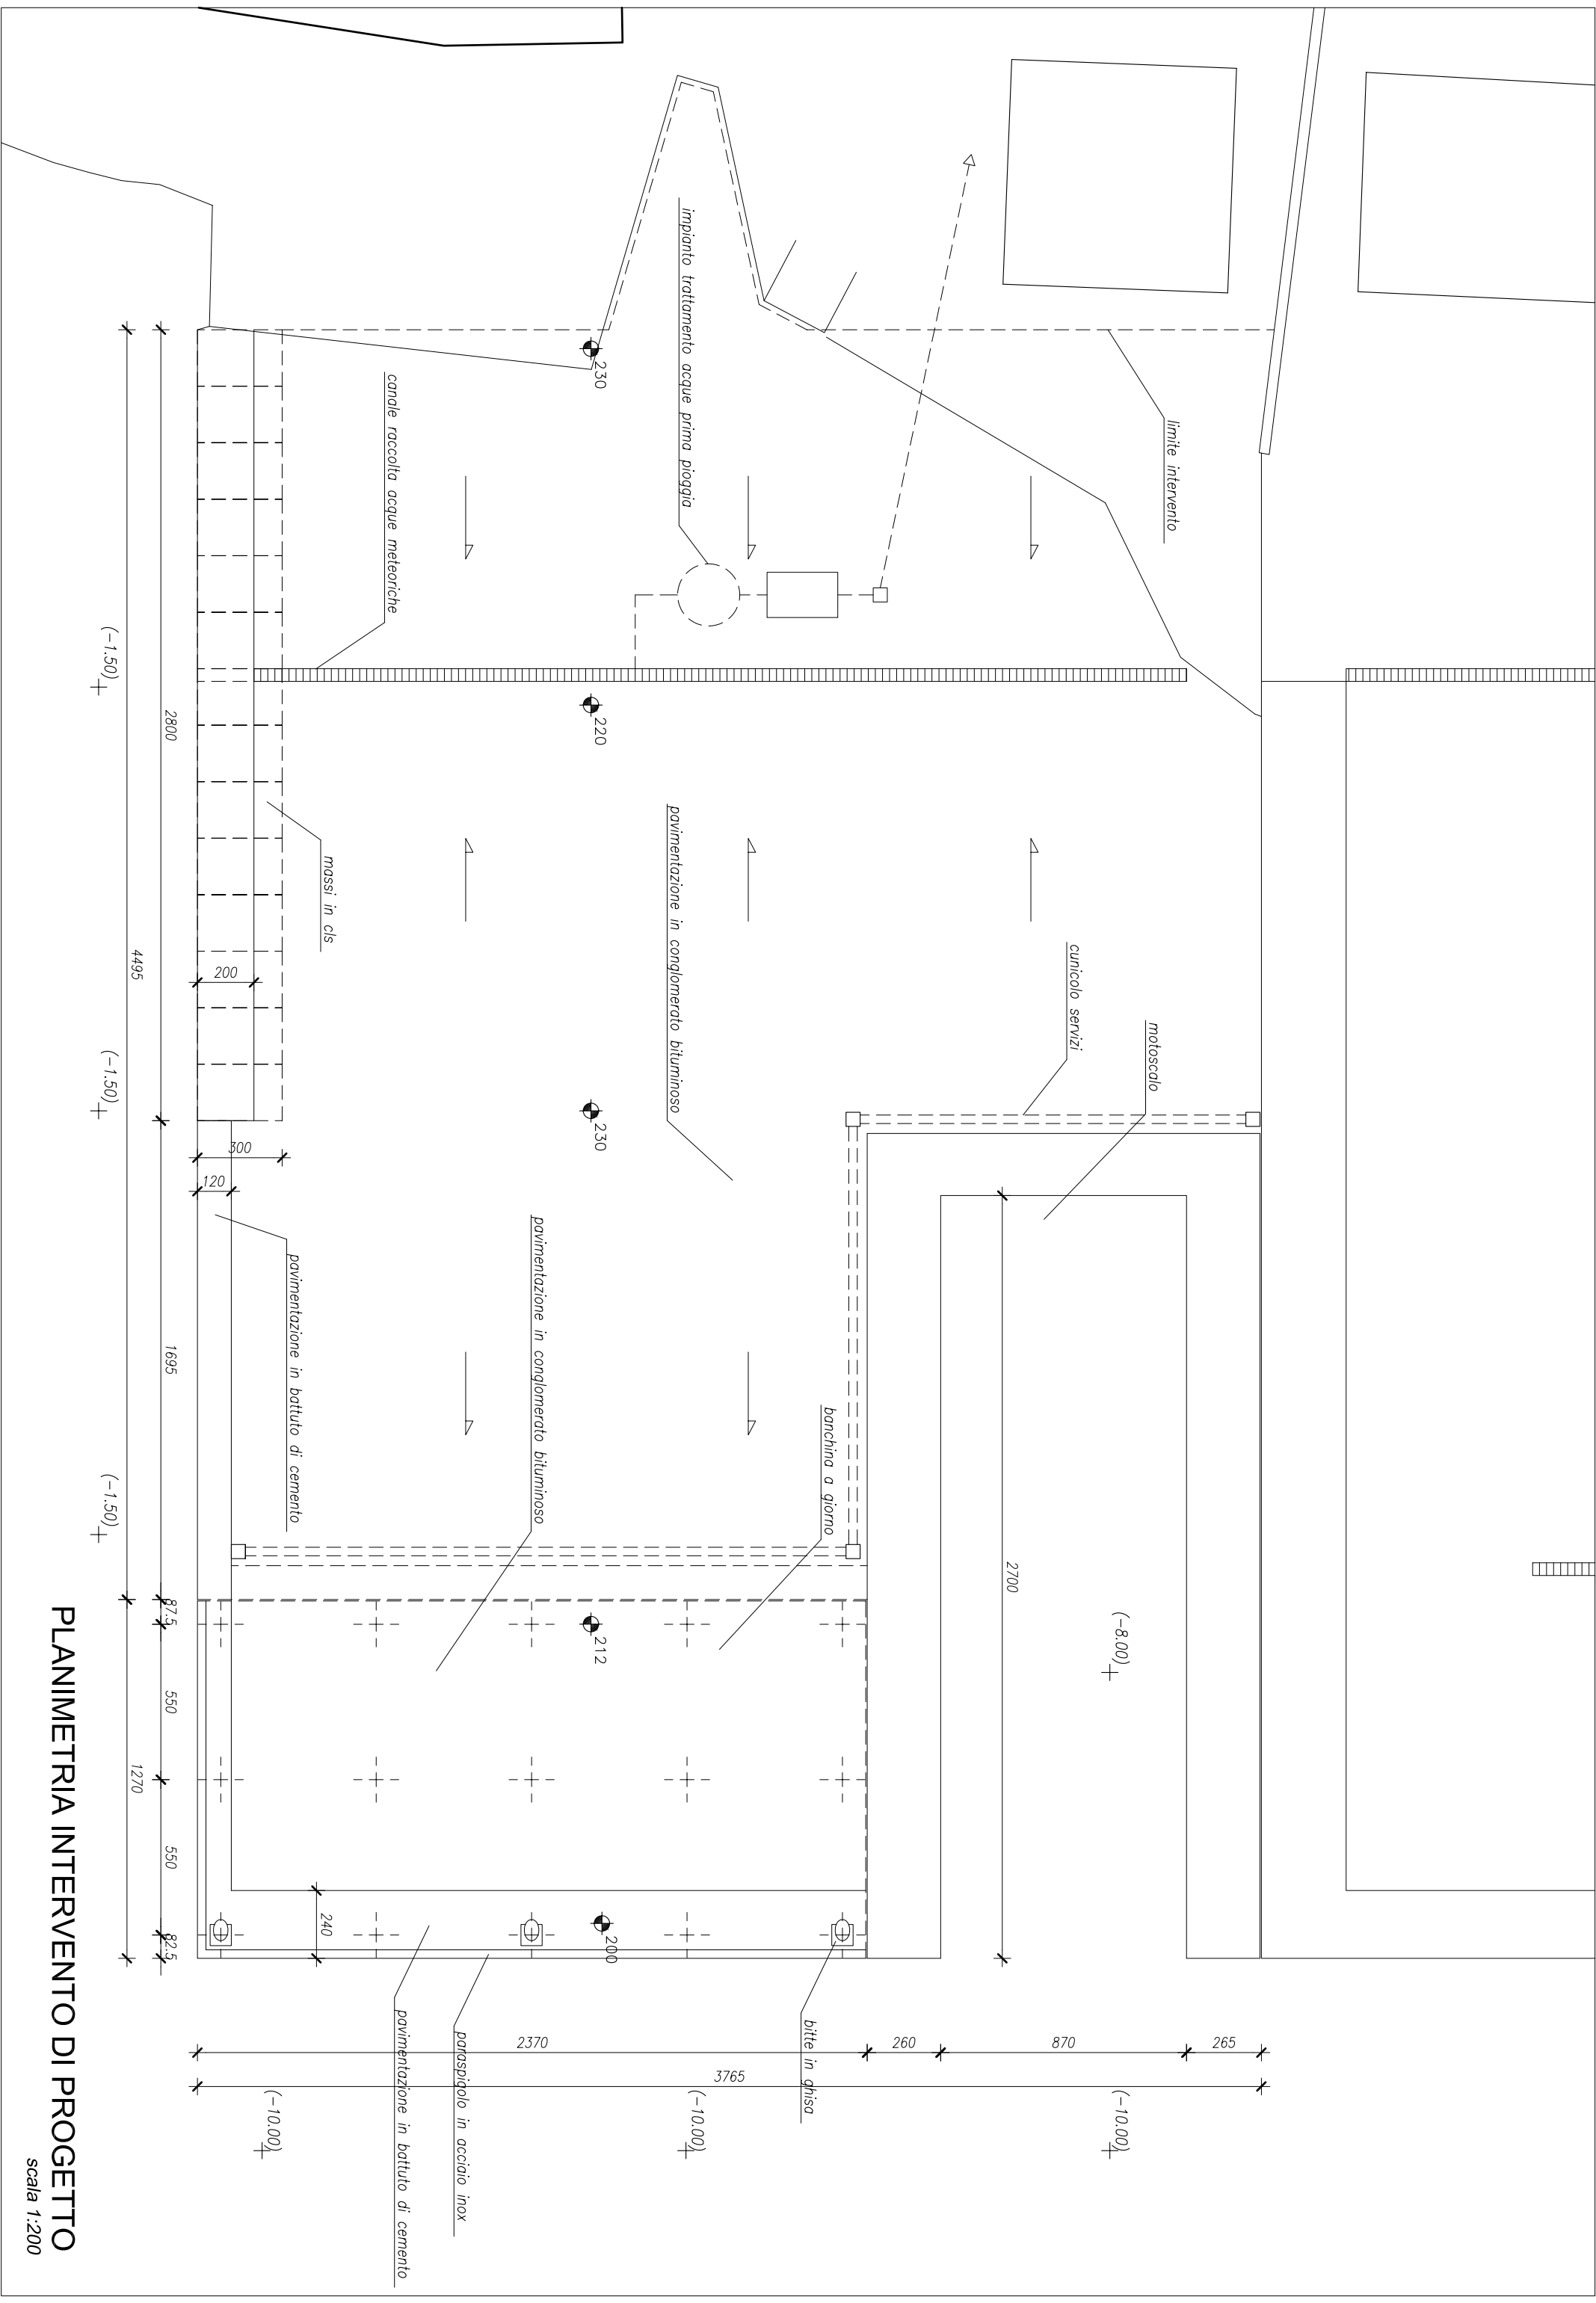 limite intervento
impianto trattamento acque prima pioggia
canale raccolta acque meteoriche
massi in cls
pavimentazione in conglomerato bituminoso
cunicolo servizi
motoscalo
pavimentazione in battuto di cemento
pavimentazione in conglomerato bituminoso
banchina a giorno
bitte in ghisa
paraspigolo in acciaio inox
pavimentazione in battuto di cemento
230
220
230
212
200
(-1.50)
(-1.50)
(-1.50)
(-8.00)
(-10.00)
(-10.00)
(-10.00)
2800
4495
1695
87.5
550
550
82.5
1270
200
300
120
240
2700
2370
260
870
265
3765
PLANIMETRIA INTERVENTO DI PROGETTO
scala 1:200